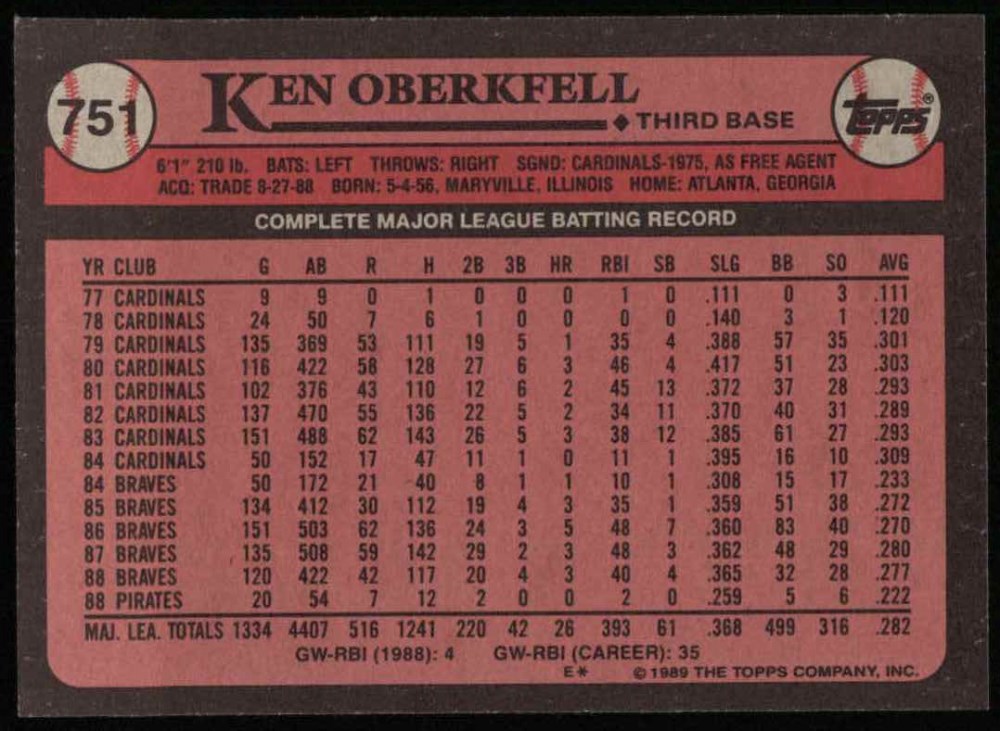 751
KEN OBERKFELL
◆ THIRD BASE
Topps®
6'1" 210 lb. BATS: LEFT THROWS: RIGHT SGND: CARDINALS-1975, AS FREE AGENT
ACQ: TRADE 8-27-88 BORN: 5-4-56, MARYVILLE, ILLINOIS HOME: ATLANTA, GEORGIA
COMPLETE MAJOR LEAGUE BATTING RECORD
YR CLUB G AB R H 2B 3B HR RBI SB SLG BB SO AVG
77 CARDINALS 9 9 0 1 0 0 0 1 0 .111 0 3 .111
78 CARDINALS 24 50 7 6 1 0 0 0 0 .140 3 1 .120
79 CARDINALS 135 369 53 111 19 5 1 35 4 .388 57 35 .301
80 CARDINALS 116 422 58 128 27 6 3 46 4 .417 51 23 .303
81 CARDINALS 102 376 43 110 12 6 2 45 13 .372 37 28 .293
82 CARDINALS 137 470 55 136 22 5 2 34 11 .370 40 31 .289
83 CARDINALS 151 488 62 143 26 5 3 38 12 .385 61 27 .293
84 CARDINALS 50 152 17 47 11 1 0 11 1 .395 16 10 .309
84 BRAVES 50 172 21 40 8 1 1 10 1 .308 15 17 .233
85 BRAVES 134 412 30 112 19 4 3 35 1 .359 51 38 .272
86 BRAVES 151 503 62 136 24 3 5 48 7 .360 83 40 .270
87 BRAVES 135 508 59 142 29 2 3 48 3 .362 48 29 .280
88 BRAVES 120 422 42 117 20 4 3 40 4 .365 32 28 .277
88 PIRATES 20 54 7 12 2 0 0 2 0 .259 5 6 .222
MAJ. LEA. TOTALS 1334 4407 516 1241 220 42 26 393 61 .368 499 316 .282
GW-RBI (1988): 4 GW-RBI (CAREER): 35
E* © 1989 THE TOPPS COMPANY, INC.